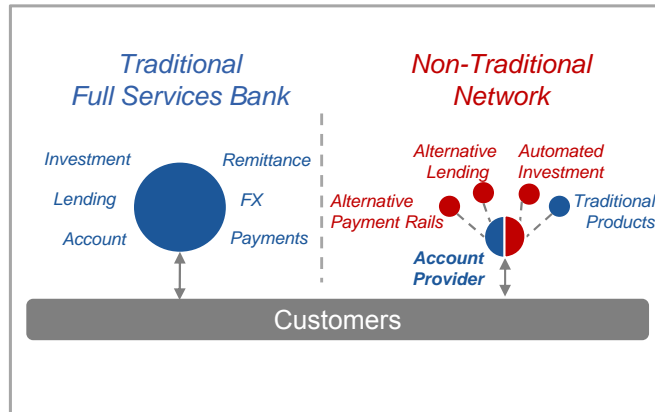 Traditional
Full Services Bank
Non-Traditional
Network
Investment
Remittance
Lending
FX
Account
Payments
Alternative
Lending
Automated
Investment
Alternative
Payment Rails
Traditional
Products
Account
Provider
Customers